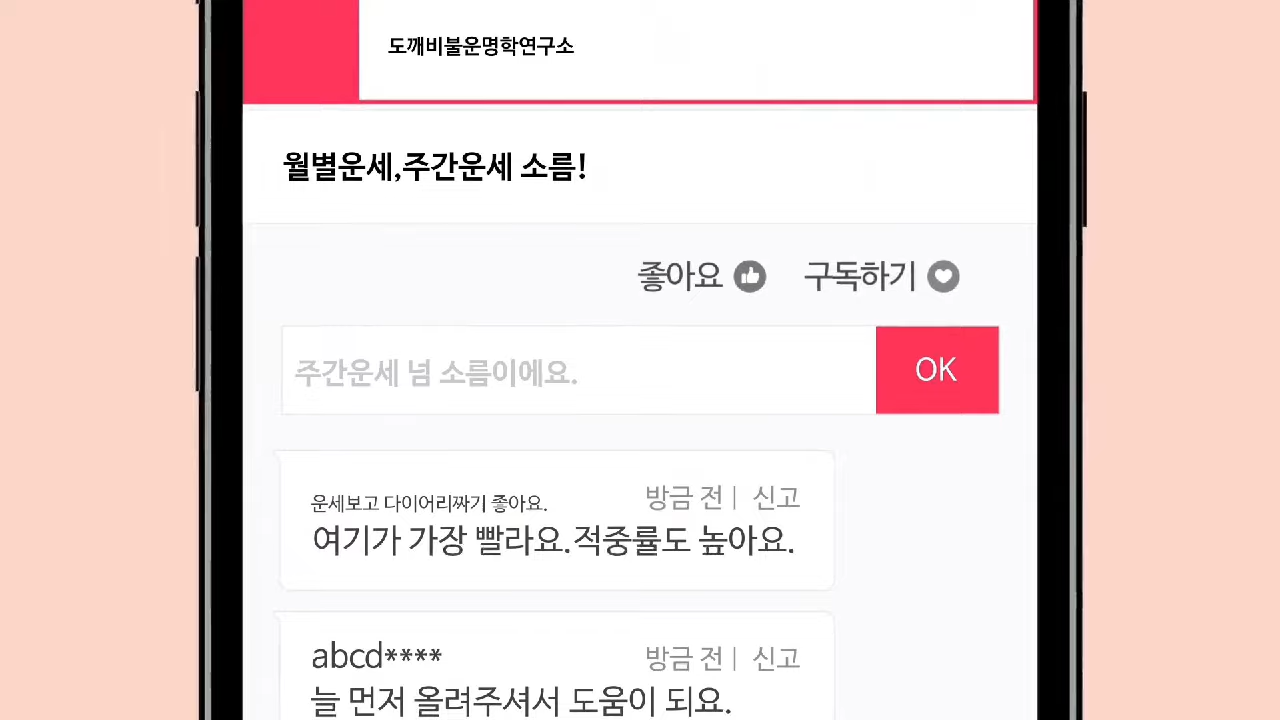 도깨비불운명학연구소
월별운세,주간운세 소름!
좋아요 구독하기
주간운세 넘 소름이에요.
OK
운세보고 다이어리짜기 좋아요.
방금 전 | 신고
여기가 가장 빨라요.적중률도 높아요.
abcd****
방금 전 | 신고
늘 먼저 올려주셔서 도움이 되요.